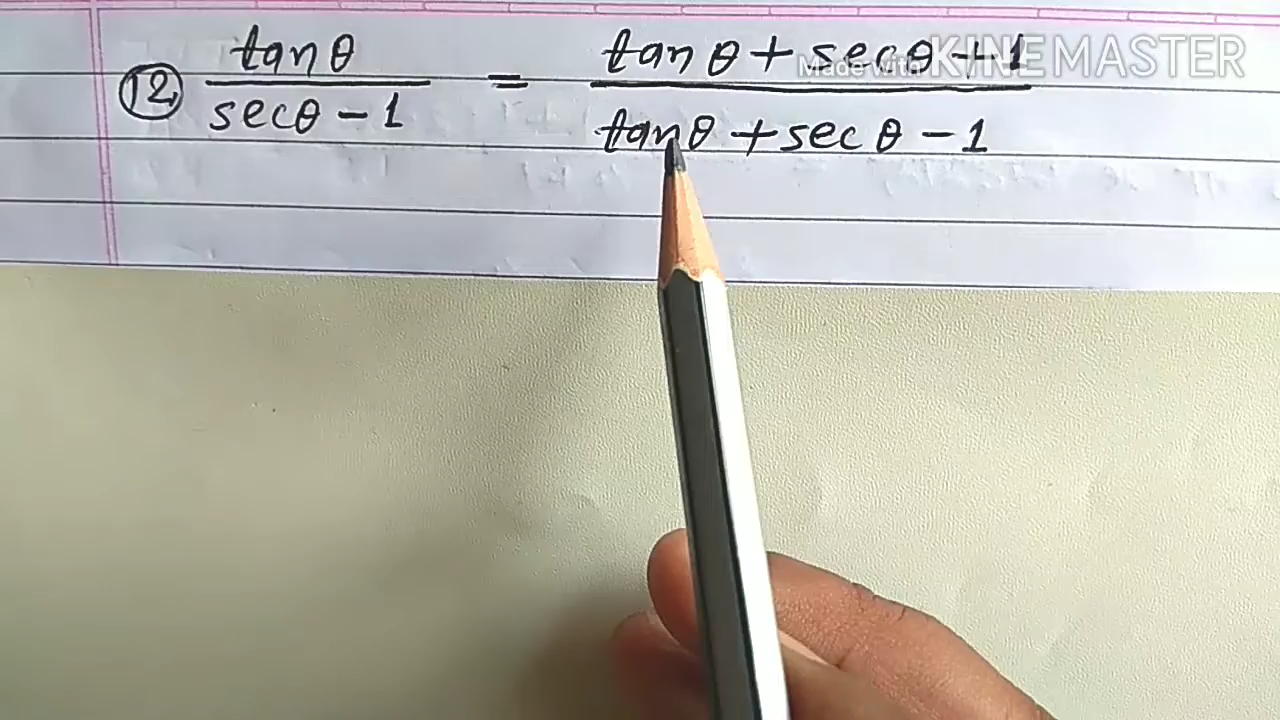 12) tanθ / secθ - 1 = tanθ + secθ + 1 / tanθ + secθ - 1
Made with KINEMASTER